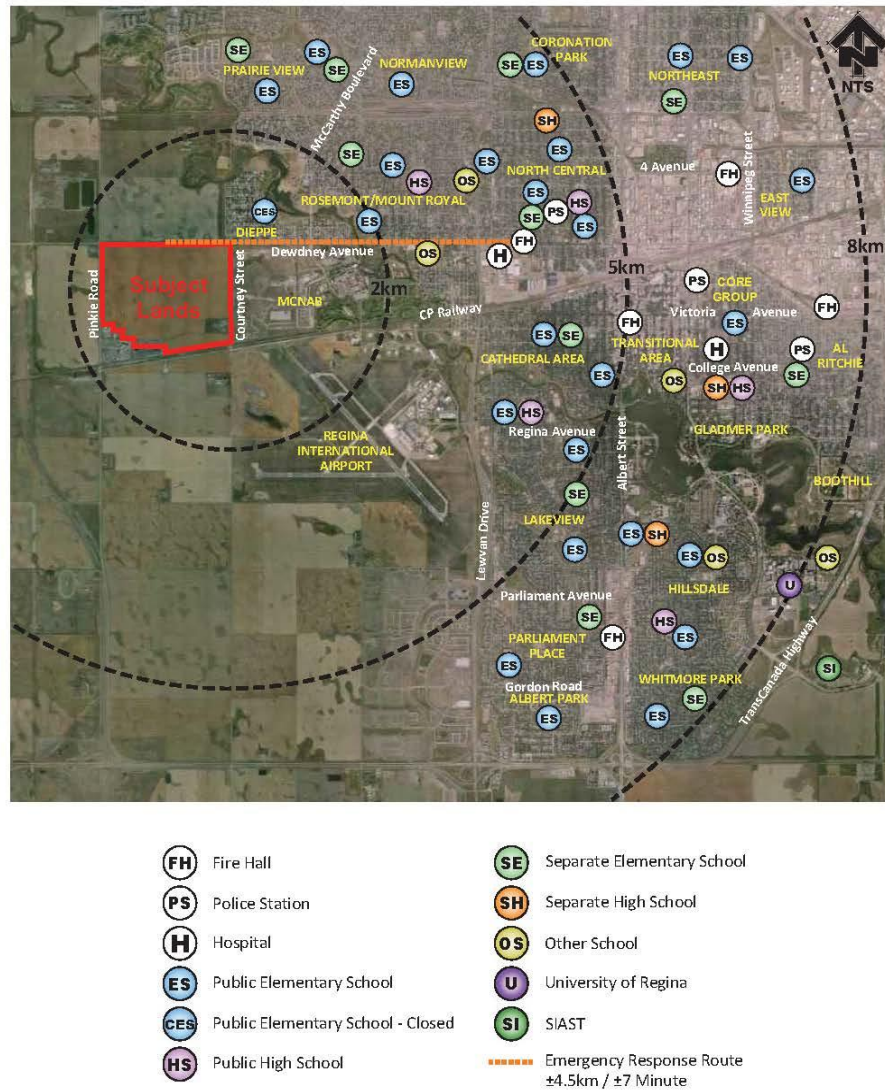 SE
ES
SE
PRAIRIE VIEW
ES
McCarthy Boulevard
NORMANVIEW
ES
CORONATION
PARK
SE
ES
ES
ES
NORTHEAST
SE
NTS
SH
SE
ES
HS
OS
ES
ES
NORTH CENTRAL
4 Avenue
FH
Winnipeg Street
ES
EAST
VIEW
ROSEMONT/MOUNT ROYAL
CES
DIEPPE
ES
ES
SE
PS
HS
ES
FH
H
OS
Dewdney Avenue
Pinkie Road
Subject
Lands
Courtney Street
MCNAB
2km
5km
8km
CP Railway
PS
CORE
GROUP
Victoria
Avenue
ES
FH
FH
TRANSITIONAL
AREA
H
PS
AL
RITCHIE
College Avenue
OS
SH
HS
SE
ES
SE
CATHEDRAL AREA
ES
ES
HS
Regina Avenue
ES
GLADMER PARK
REGINA
INTERNATIONAL
AIRPORT
Albert Street
BOOTHILL
SE
LAKEVIEW
Lewvan Drive
ES
ES
SH
ES
OS
HILLSDALE
OS
U
Parliament Avenue
SE
PARLIAMENT
PLACE
FH
HS
ES
ES
Gordon Road
ALBERT PARK
ES
WHITMORE PARK
SE
ES
TransCanada Highway
SI
FH Fire Hall
PS Police Station
H Hospital
ES Public Elementary School
CES Public Elementary School - Closed
HS Public High School
SE Separate Elementary School
SH Separate High School
OS Other School
U University of Regina
SI SIAST
Emergency Response Route
±4.5km / ±7 Minute